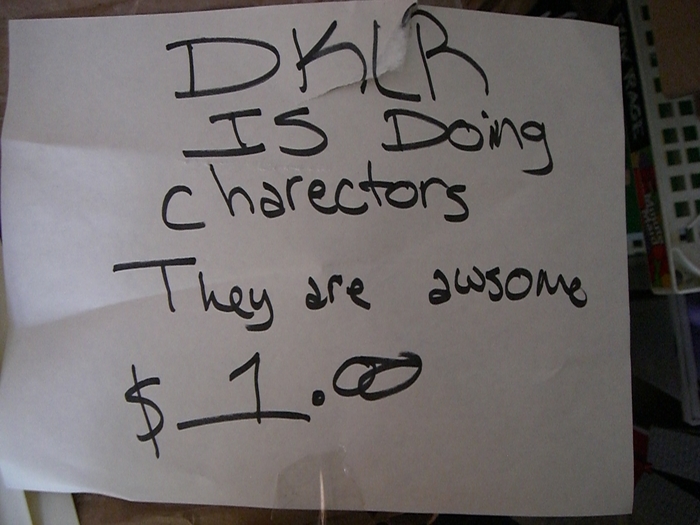 DKLR
IS Doing
charectors
They are awsome
$1.00